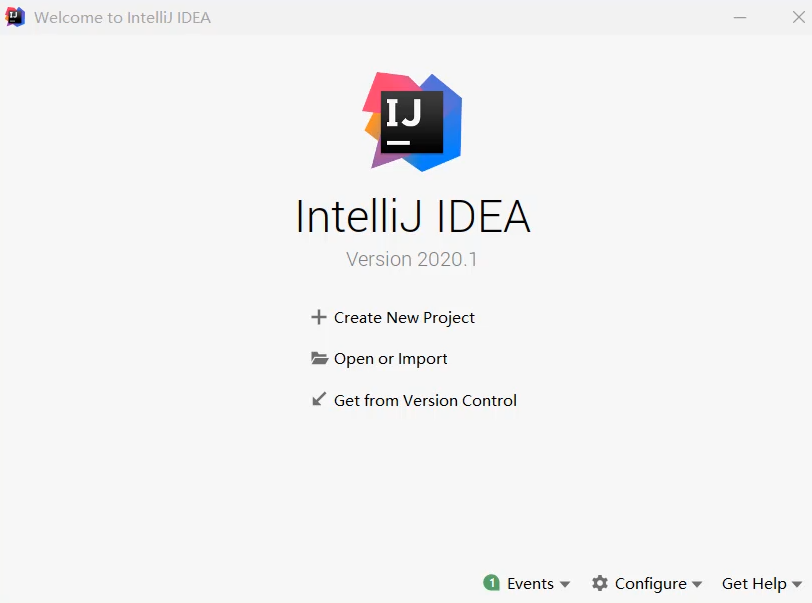 Welcome to IntelliJ IDEA
IJ
IntelliJ IDEA
Version 2020.1
Create New Project
Open or Import
Get from Version Control
1 Events Configure Get Help